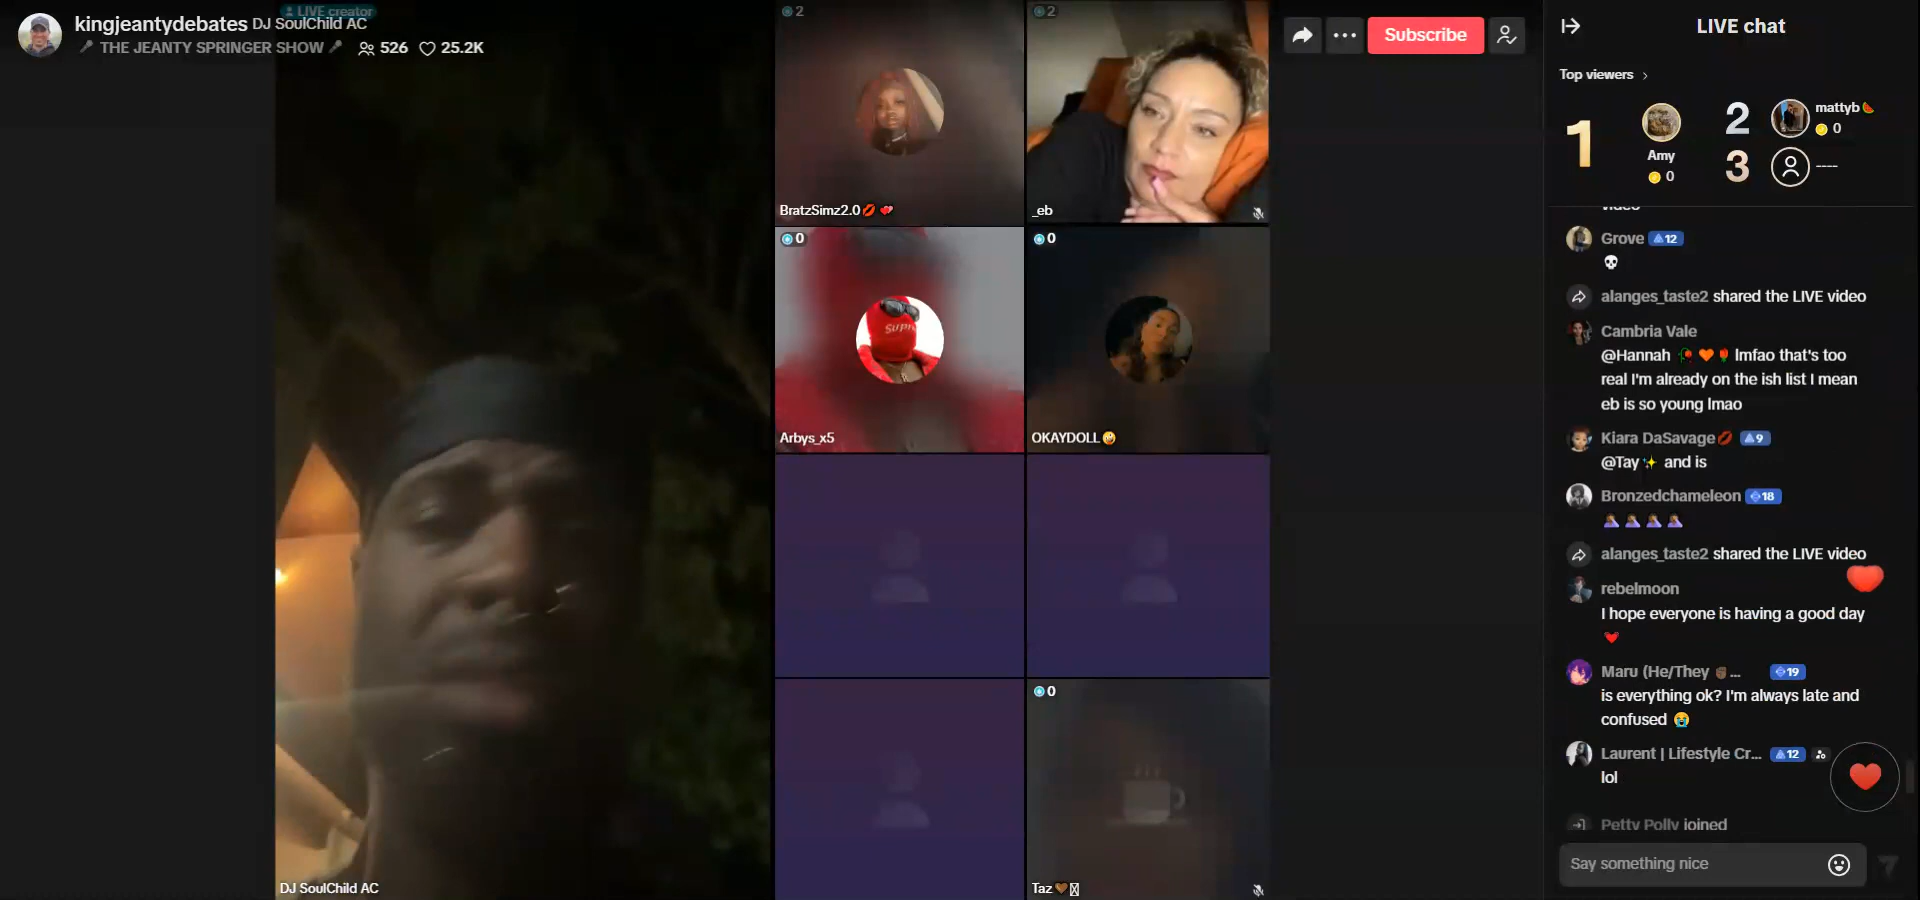 LIVE creator
kingjeantydebates DJ SoulChild AC
THE JEANTY SPRINGER SHOW 526 25.2K
2
2
Subscribe
BratzSimz2.0💋 💕
_eb
0
0
SUPR
Arbys_x5
OKAYDOLL🤪
0
DJ SoulChild AC
Taz🤎
LIVE chat
Top viewers >
1
Amy
0
2
mattyb🍉
0
3
----
video
Grove 12
💀
alanges_taste2 shared the LIVE video
Cambria Vale
@Hannah 🥀 🧡 🌹 lmfao that's too
real I'm already on the ish list I mean
eb is so young lmao
Kiara DaSavage💋 9
@Tay✨ and is
Bronzedchameleon 18
🤦🏾‍♀️ 🤦🏾‍♀️ 🤦🏾‍♀️ 🤦🏾‍♀️
alanges_taste2 shared the LIVE video
rebelmoon
I hope everyone is having a good day
❤️
Maru (He/They ✊🏿... 19
is everything ok? I'm always late and
confused 😭
Laurent | Lifestyle Cr... 12
lol
Petty Polly joined
Say something nice